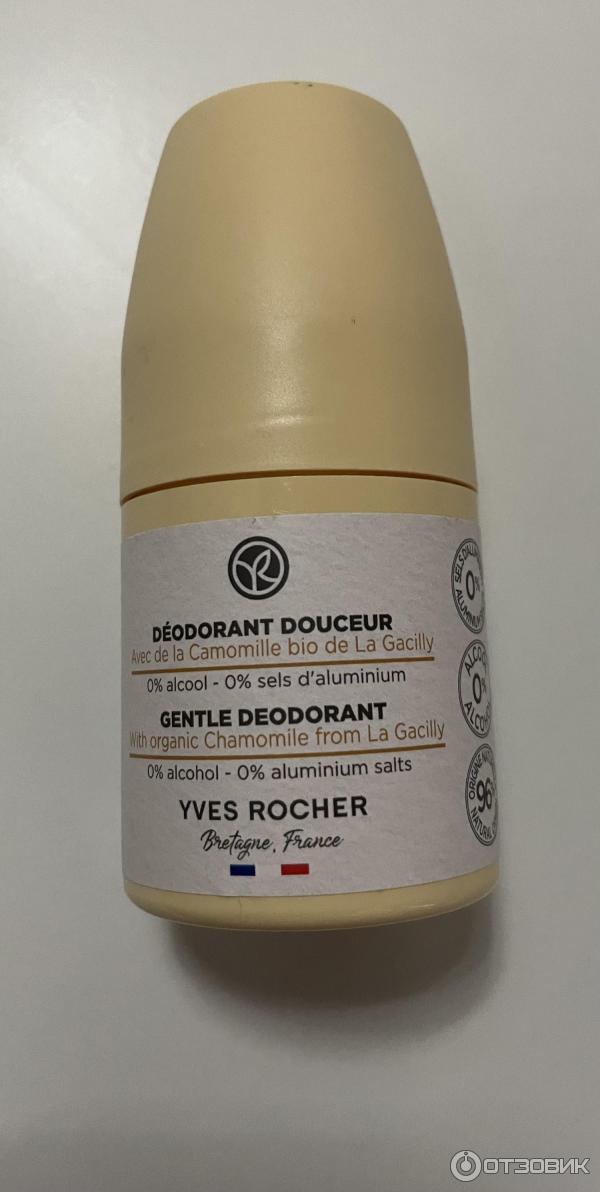 DÉODORANT DOUCEUR
Avec de la Camomille bio de La Gacilly
0% alcool - 0% sels d'aluminium
GENTLE DEODORANT
With organic Chamomile from La Gacilly
0% alcohol - 0% aluminium salts
YVES ROCHER
Bretagne, France
0%
0%
96%
ОТЗОВИК